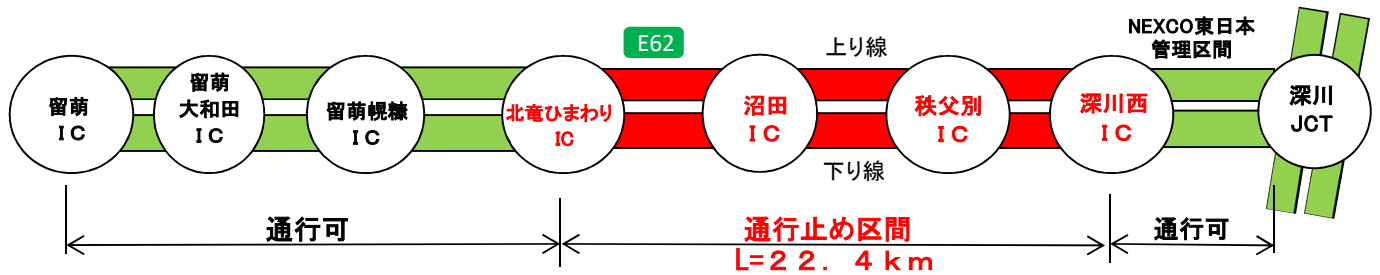 E62
上り線
NEXCO東日本
管理区間
留萌
ＩＣ
留萌
大和田
ＩＣ
留萌幌糠
ＩＣ
北竜ひまわり
IC
沼田
ＩＣ
秩父別
ＩＣ
深川西
ＩＣ
深川
JCT
下り線
通行可
通行止め区間
L=２２．４ｋｍ
通行可